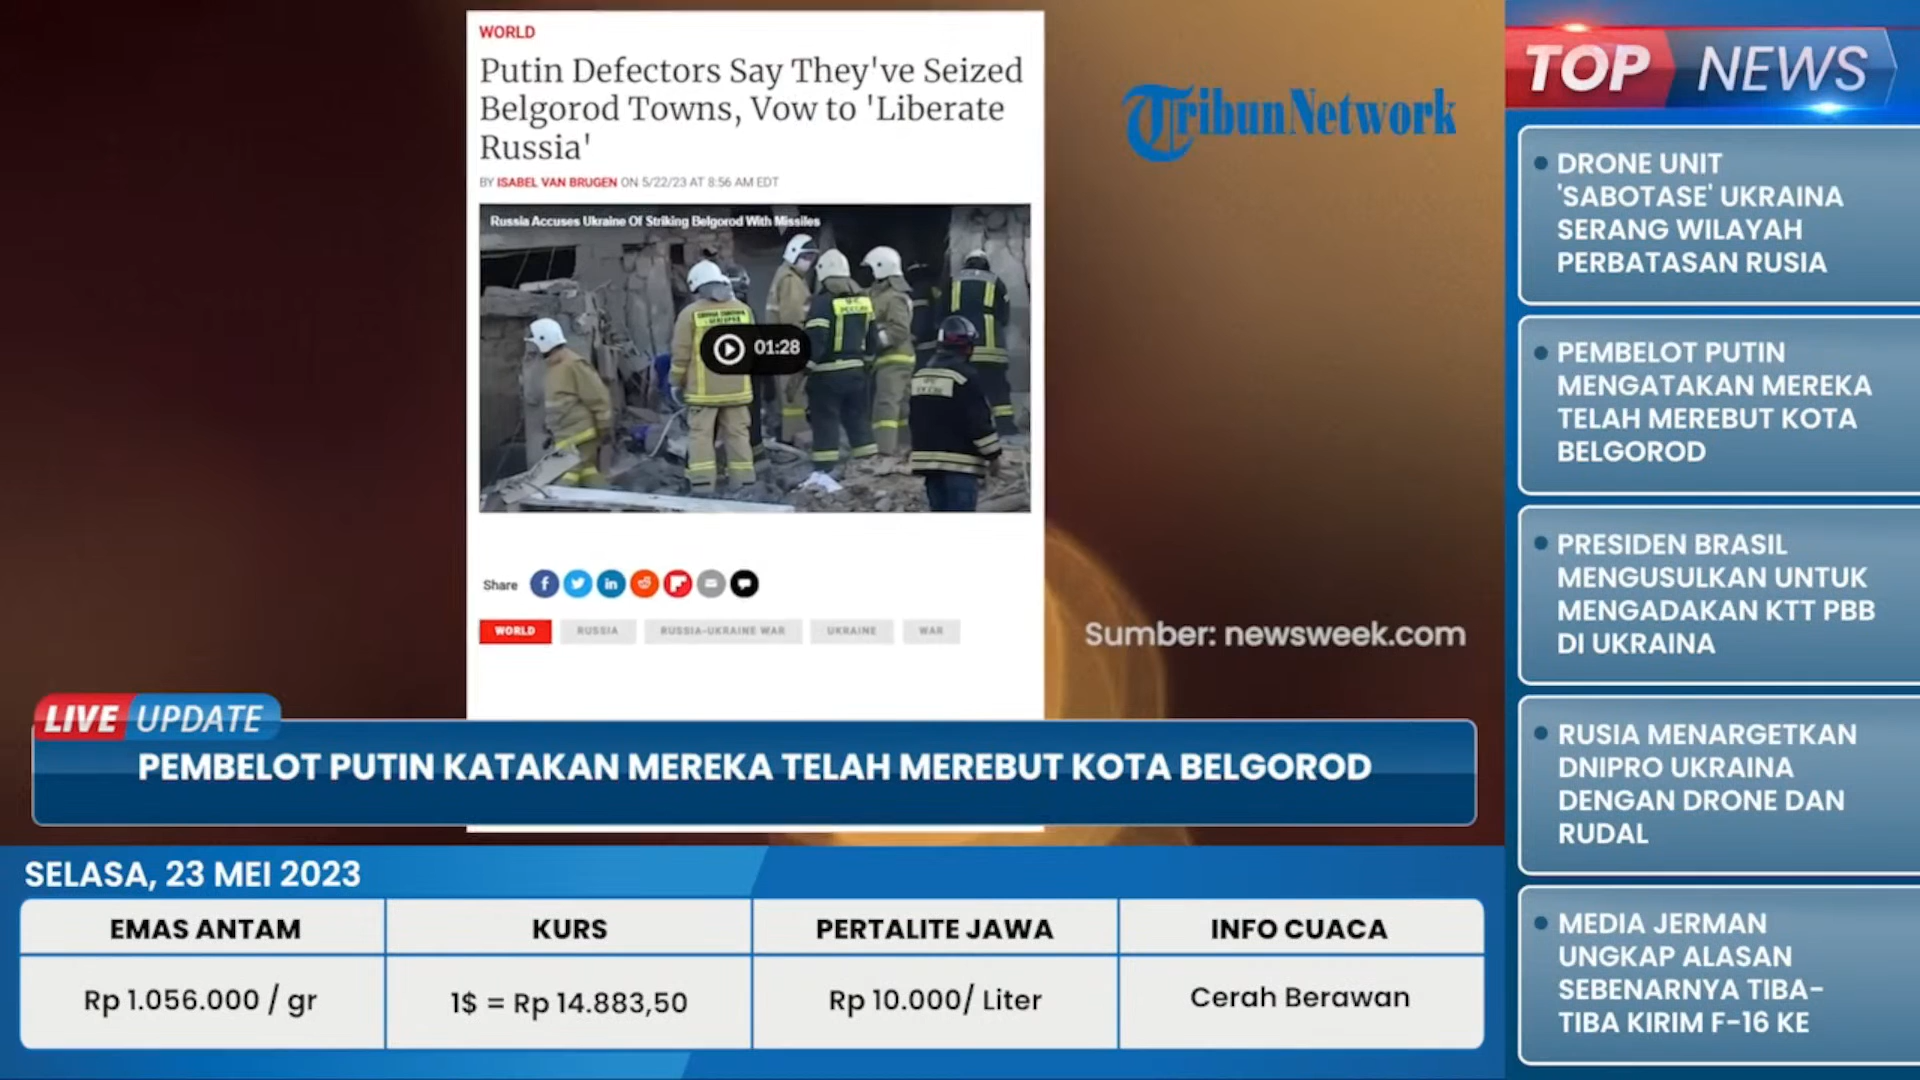 WORLD
Putin Defectors Say They've Seized
Belgorod Towns, Vow to 'Liberate
Russia'
BY ISABEL VAN BRUGEN ON 5/22/23 AT 8:56 AM EDT
Russia Accuses Ukraine Of Striking Belgorod With Missiles
01:28
Share
WORLD RUSSIA RUSSIA-UKRAINE WAR UKRAINE WAR
TribunNetwork
Sumber: newsweek.com
LIVE UPDATE
PEMBELOT PUTIN KATAKAN MEREKA TELAH MEREBUT KOTA BELGOROD
SELASA, 23 MEI 2023
EMAS ANTAM KURS PERTALITE JAWA INFO CUACA
Rp 1.056.000 / gr 1$ = Rp 14.883,50 Rp 10.000/ Liter Cerah Berawan
TOP NEWS
DRONE UNIT
'SABOTASE' UKRAINA
SERANG WILAYAH
PERBATASAN RUSIA
PEMBELOT PUTIN
MENGATAKAN MEREKA
TELAH MEREBUT KOTA
BELGOROD
PRESIDEN BRASIL
MENGUSULKAN UNTUK
MENGADAKAN KTT PBB
DI UKRAINA
RUSIA MENARGETKAN
DNIPRO UKRAINA
DENGAN DRONE DAN
RUDAL
MEDIA JERMAN
UNGKAP ALASAN
SEBENARNYA TIBA-
TIBA KIRIM F-16 KE